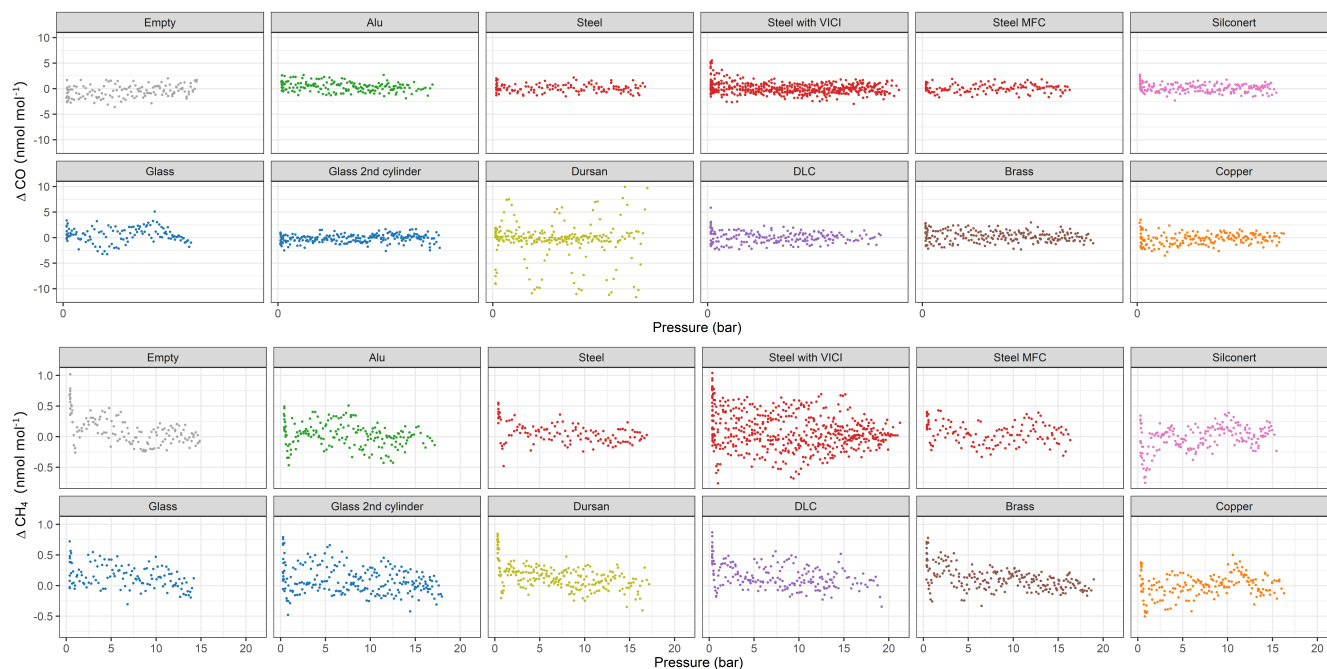 Empty Alu Steel Steel with VICI Steel MFC Silconert
10
5
0
-5
-10
Δ CO (nmol mol⁻¹)
Glass Glass 2nd cylinder Dursan DLC Brass Copper
10
5
0
-5
-10
0 0 0 0 0 0
Pressure (bar)
Empty Alu Steel Steel with VICI Steel MFC Silconert
1.0
0.5
0.0
-0.5
Δ CH₄ (nmol mol⁻¹)
Glass Glass 2nd cylinder Dursan DLC Brass Copper
1.0
0.5
0.0
-0.5
0 5 10 15 20 0 5 10 15 20 0 5 10 15 20 0 5 10 15 20 0 5 10 15 20 0 5 10 15 20
Pressure (bar)